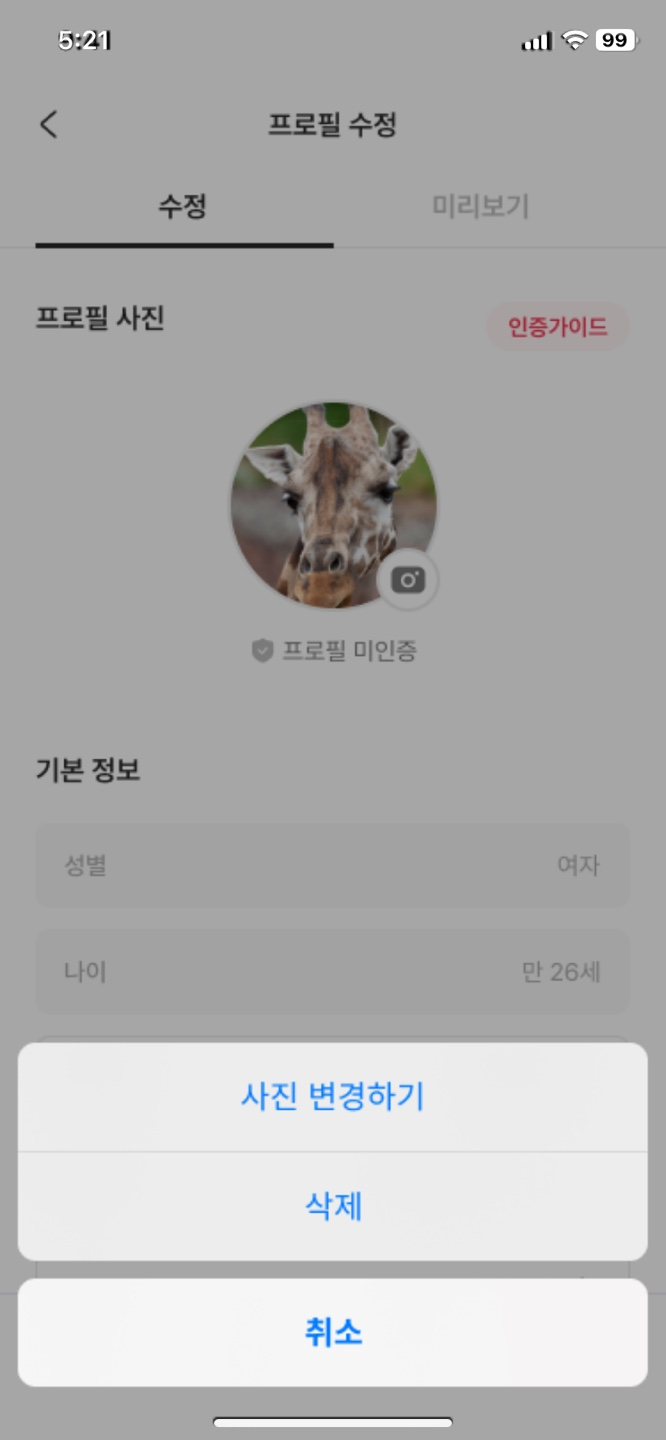 5:21
99
프로필 수정
수정
미리보기
프로필 사진
인증가이드
프로필 미인증
기본 정보
성별
여자
나이
만 26세
사진 변경하기
삭제
취소